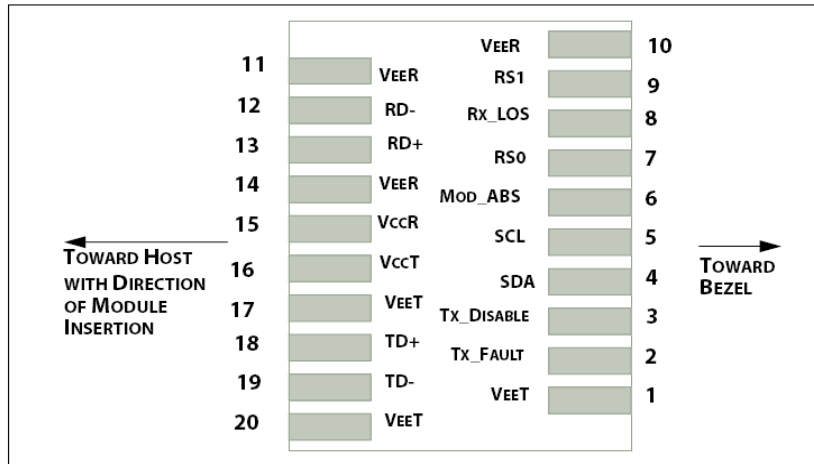 11 VEER
12 RD-
13 RD+
14 VEER
15 VCCR
16 VCCT
17 VEET
18 TD+
19 TD-
20 VEET
VEER 10
RS1 9
RX_LOS 8
RS0 7
MOD_ABS 6
SCL 5
SDA 4
TX_DISABLE 3
TX_FAULT 2
VEET 1
TOWARD HOST
WITH DIRECTION
OF MODULE
INSERTION
TOWARD
BEZEL